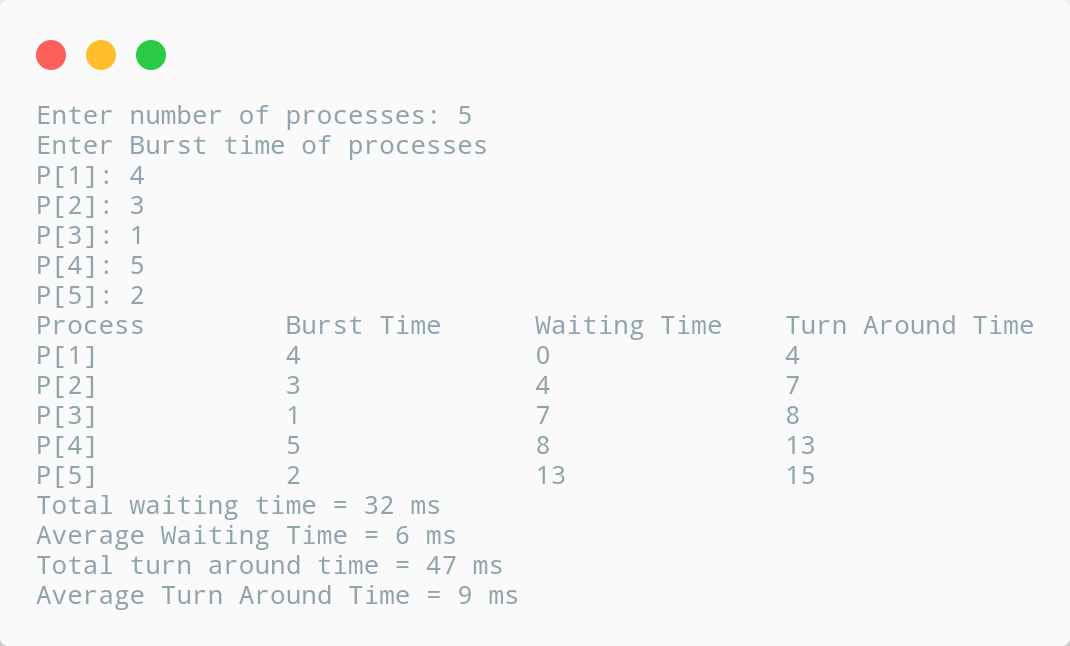 Enter number of processes: 5
Enter Burst time of processes
P[1]: 4
P[2]: 3
P[3]: 1
P[4]: 5
P[5]: 2
Process         Burst Time      Waiting Time    Turn Around Time
P[1]            4               0               4
P[2]            3               4               7
P[3]            1               7               8
P[4]            5               8               13
P[5]            2               13              15
Total waiting time = 32 ms
Average Waiting Time = 6 ms
Total turn around time = 47 ms
Average Turn Around Time = 9 ms